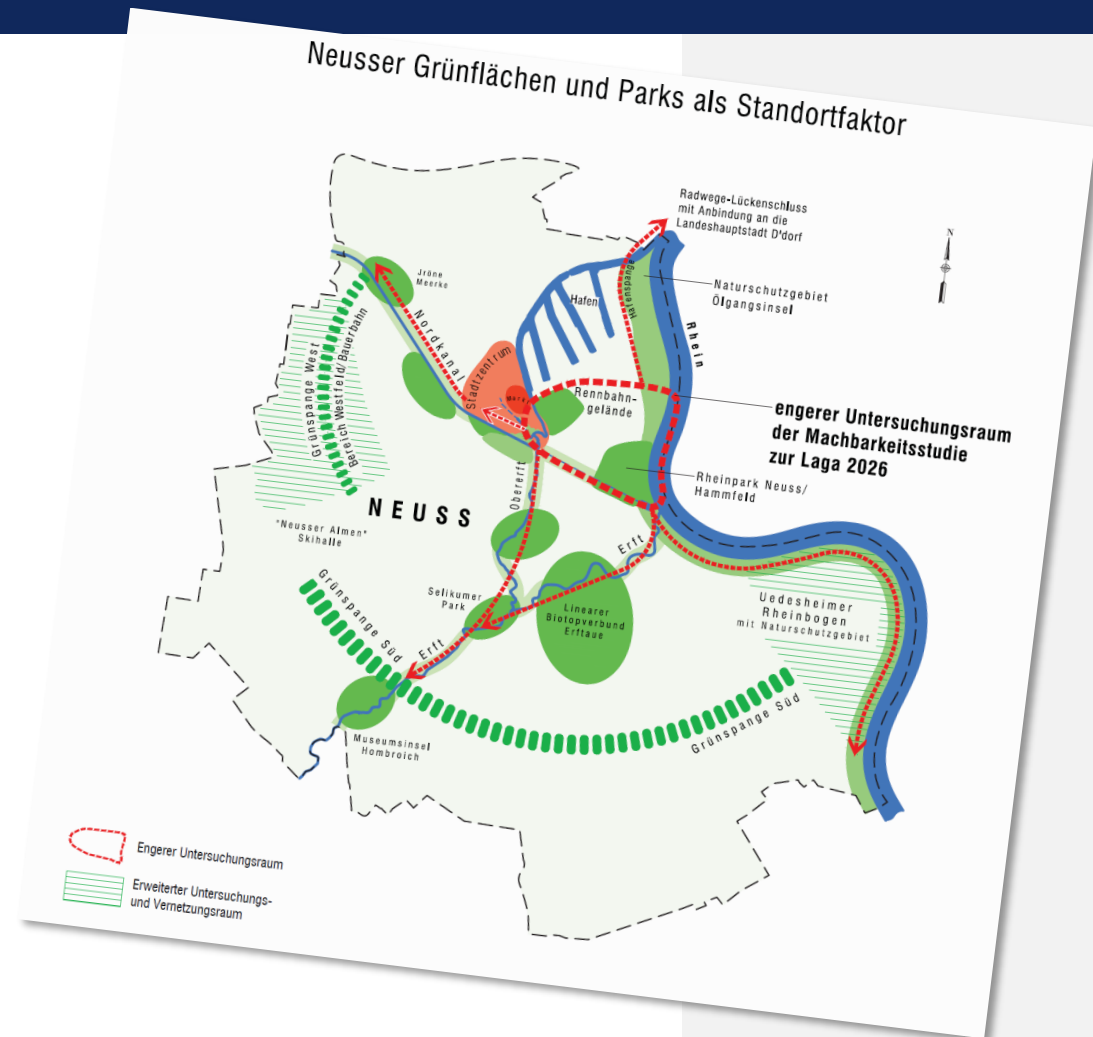 Neusser Grünflächen und Parks als Standortfaktor
Radwege-Lückenschluss
mit Anbindung an die
Landeshauptstadt D'dorf
N
Jröne
Meerke
Hafenspange
Naturschutzgebiet
Ölgangsinsel
Hafen
Rhein
Nordkanal
Stadtzentrum
Markt
Rennbahn-
gelände
Grünspange West
Bereich Westfeld/Bauerbahn
engerer Untersuchungsraum
der Machbarkeitsstudie
zur Laga 2026
Rheinpark Neuss/
Hammfeld
Obererft
NEUSS
"Neusser Almen"
Skihalle
Erft
Selikumer
Park
Linearer
Biotopverbund
Erftaue
Uedesheimer
Rheinbogen
mit Naturschutzgebiet
Grünspange Süd
Erft
Grünspange Süd
Museumsinsel
Hombroich
Engerer Untersuchungsraum
Erweiterter Untersuchungs-
und Vernetzungsraum